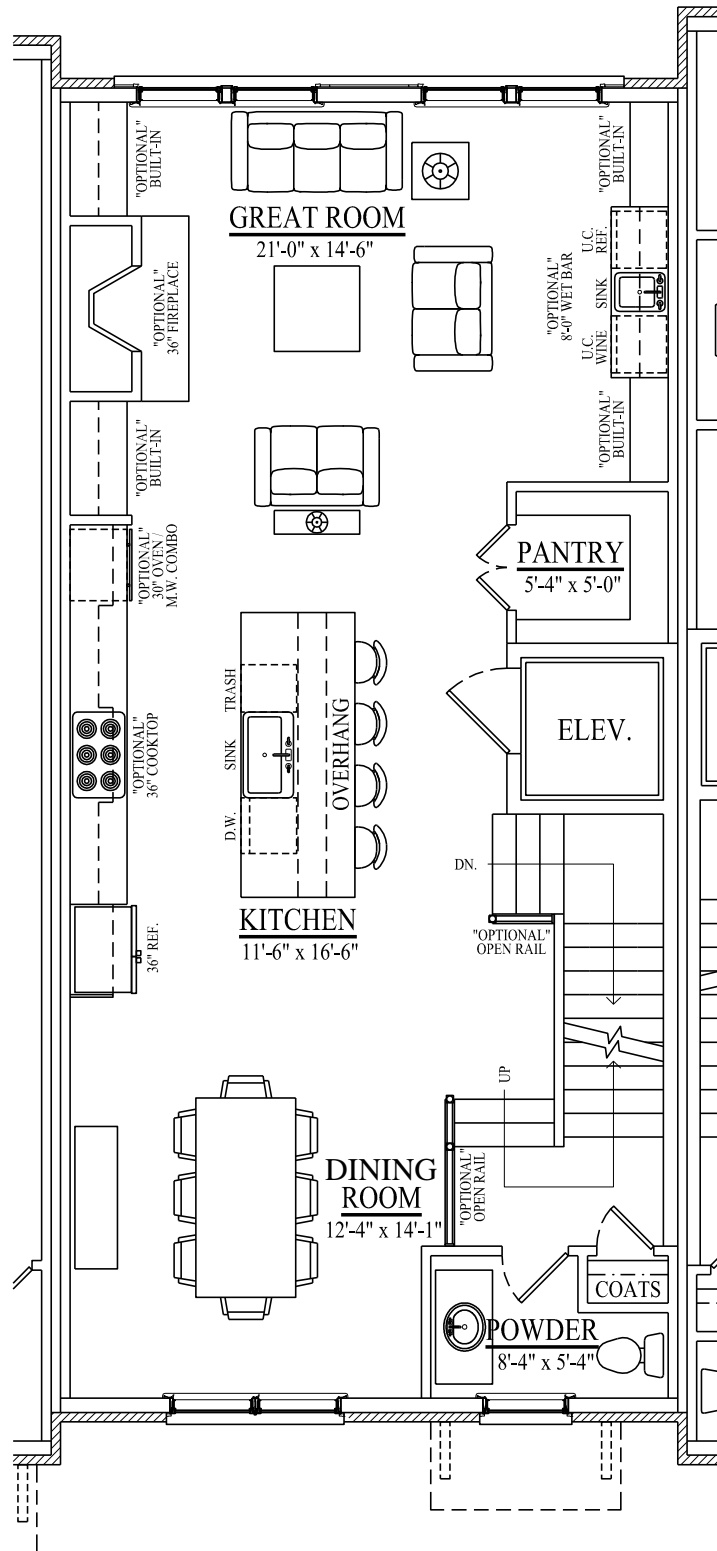 "OPTIONAL"
BUILT-IN
"OPTIONAL"
BUILT-IN
GREAT ROOM
21'-0" x 14'-6"
"OPTIONAL"
36" FIREPLACE
"OPTIONAL"
8'-0" WET BAR
U.C.
REF.
SINK
U.C.
WINE
"OPTIONAL"
BUILT-IN
"OPTIONAL"
BUILT-IN
"OPTIONAL"
30" OVEN /
M.W. COMBO
PANTRY
5'-4" x 5'-0"
TRASH
SINK
D.W.
OVERHANG
ELEV.
"OPTIONAL"
36" COOKTOP
DN.
KITCHEN
11'-6" x 16'-6"
36" REF.
"OPTIONAL"
OPEN RAIL
UP
DINING
ROOM
12'-4" x 14'-1"
"OPTIONAL"
OPEN RAIL
COATS
POWDER
8'-4" x 5'-4"